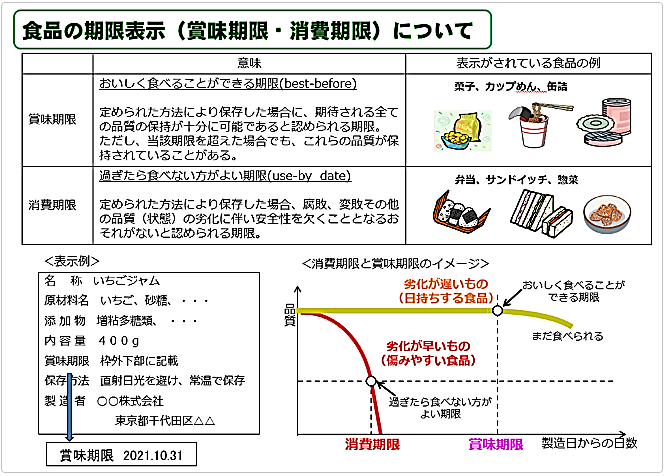 食品の期限表示（賞味期限・消費期限）について
意味
表示がされている食品の例
賞味期限
おいしく食べることができる期限(best-before)
定められた方法により保存した場合に、期待される全て
の品質の保持が十分に可能であると認められる期限。
ただし、当該期限を超えた場合でも、これらの品質が保
持されていることがある。
菓子、カップめん、缶詰
消費期限
過ぎたら食べない方がよい期限(use-by date)
定められた方法により保存した場合、腐敗、変敗その他
の品質（状態）の劣化に伴い安全性を欠くこととなるお
それがないと認められる期限。
弁当、サンドイッチ、惣菜
＜表示例＞
名　称　いちごジャム
原材料名　いちご、砂糖、・・・
添加物　増粘多糖類、・・・
内容量　４００ｇ
賞味期限　枠外下部に記載
保存方法　直射日光を避け、常温で保存
製造者　○○株式会社
東京都千代田区△△
賞味期限　2021.10.31
＜消費期限と賞味期限のイメージ＞
品質
劣化が遅いもの
（日持ちする食品）
おいしく食べることが
できる期限
まだ食べられる
劣化が早いもの
（傷みやすい食品）
過ぎたら食べない方が
よい期限
消費期限
賞味期限
製造日からの日数